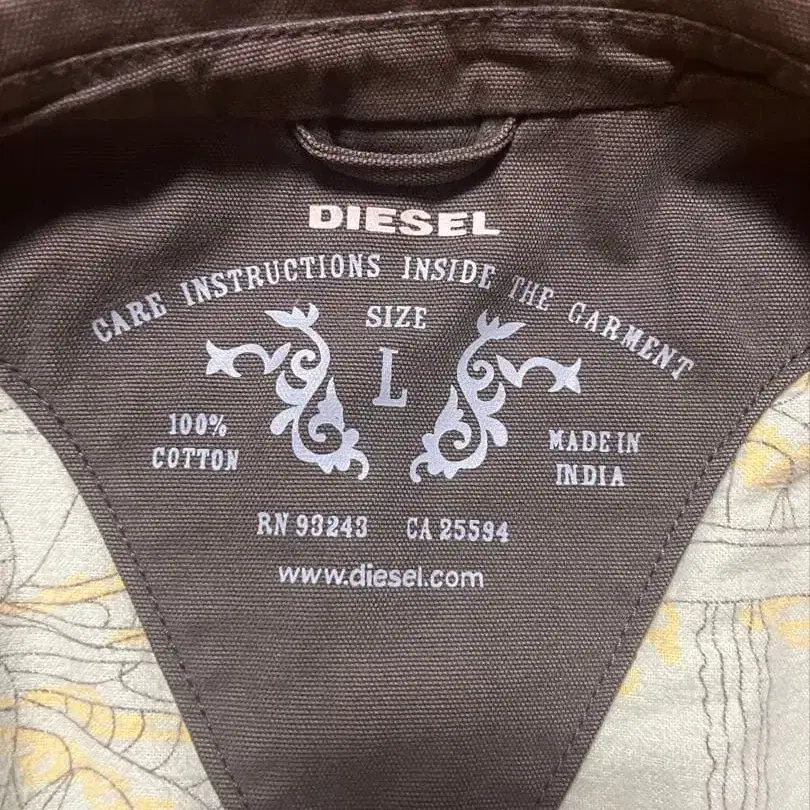 DIESEL
CARE INSTRUCTIONS INSIDE THE GARMENT
SIZE
L
100%
COTTON
MADE IN
INDIA
RN 93243 CA 25594
www.diesel.com